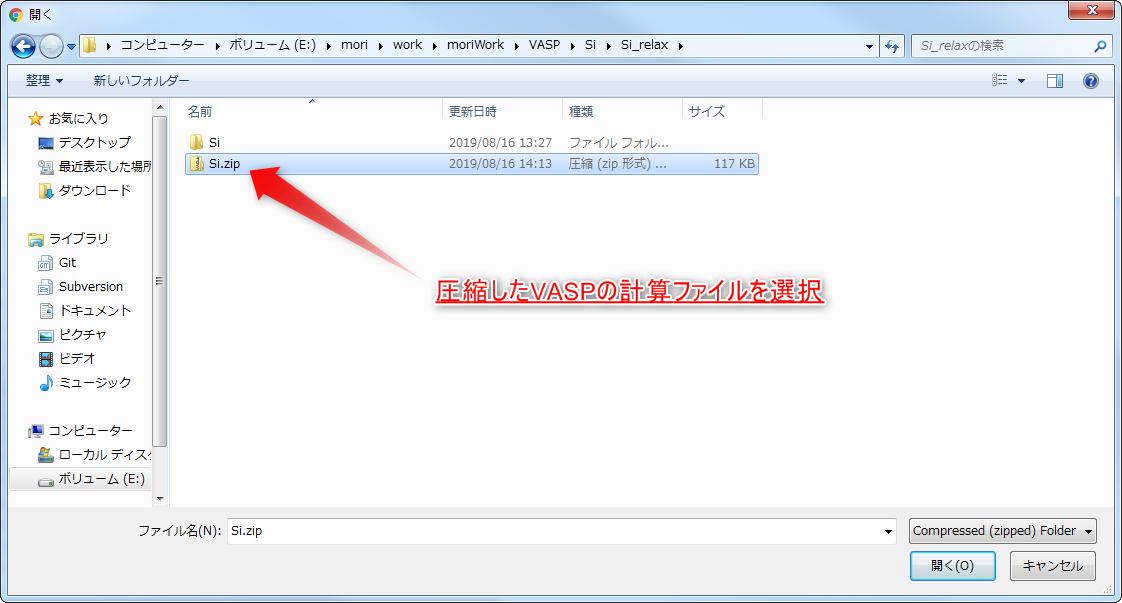 開く
コンピューター ボリューム (E:) mori work moriWork VASP Si Si_relax
Si_relaxの検索
整理 新しいフォルダー
名前 更新日時 種類 サイズ
お気に入り
デスクトップ
最近表示した場所
ダウンロード
ライブラリ
Git
Subversion
ドキュメント
ピクチャ
ビデオ
ミュージック
コンピューター
ローカル ディスク
ボリューム (E:)
Si 2019/08/16 13:27 ファイル フォル...
Si.zip 2019/08/16 14:13 圧縮 (zip 形式) ... 117 KB
圧縮したVASPの計算ファイルを選択
ファイル名(N): Si.zip
Compressed (zipped) Folder
開く(O) キャンセル